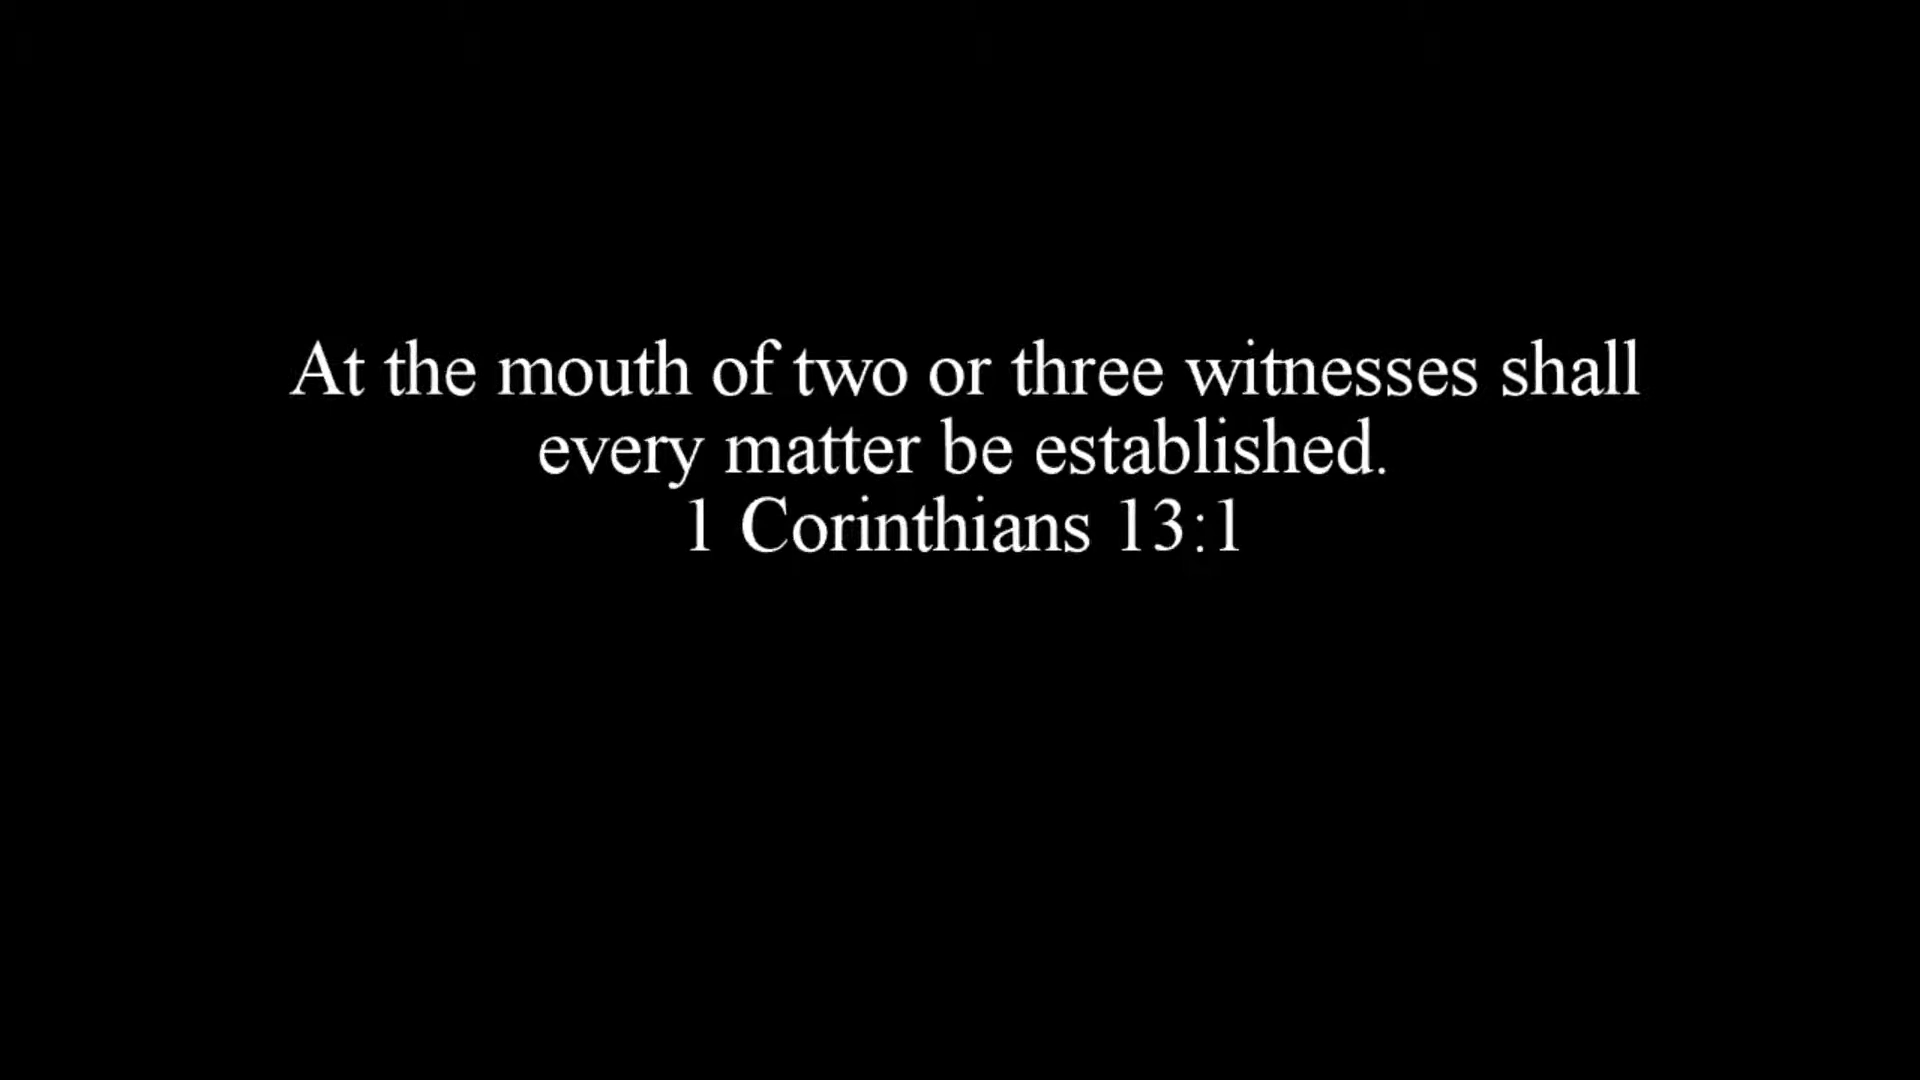 At the mouth of two or three witnesses shall
every matter be established.
1 Corinthians 13:1